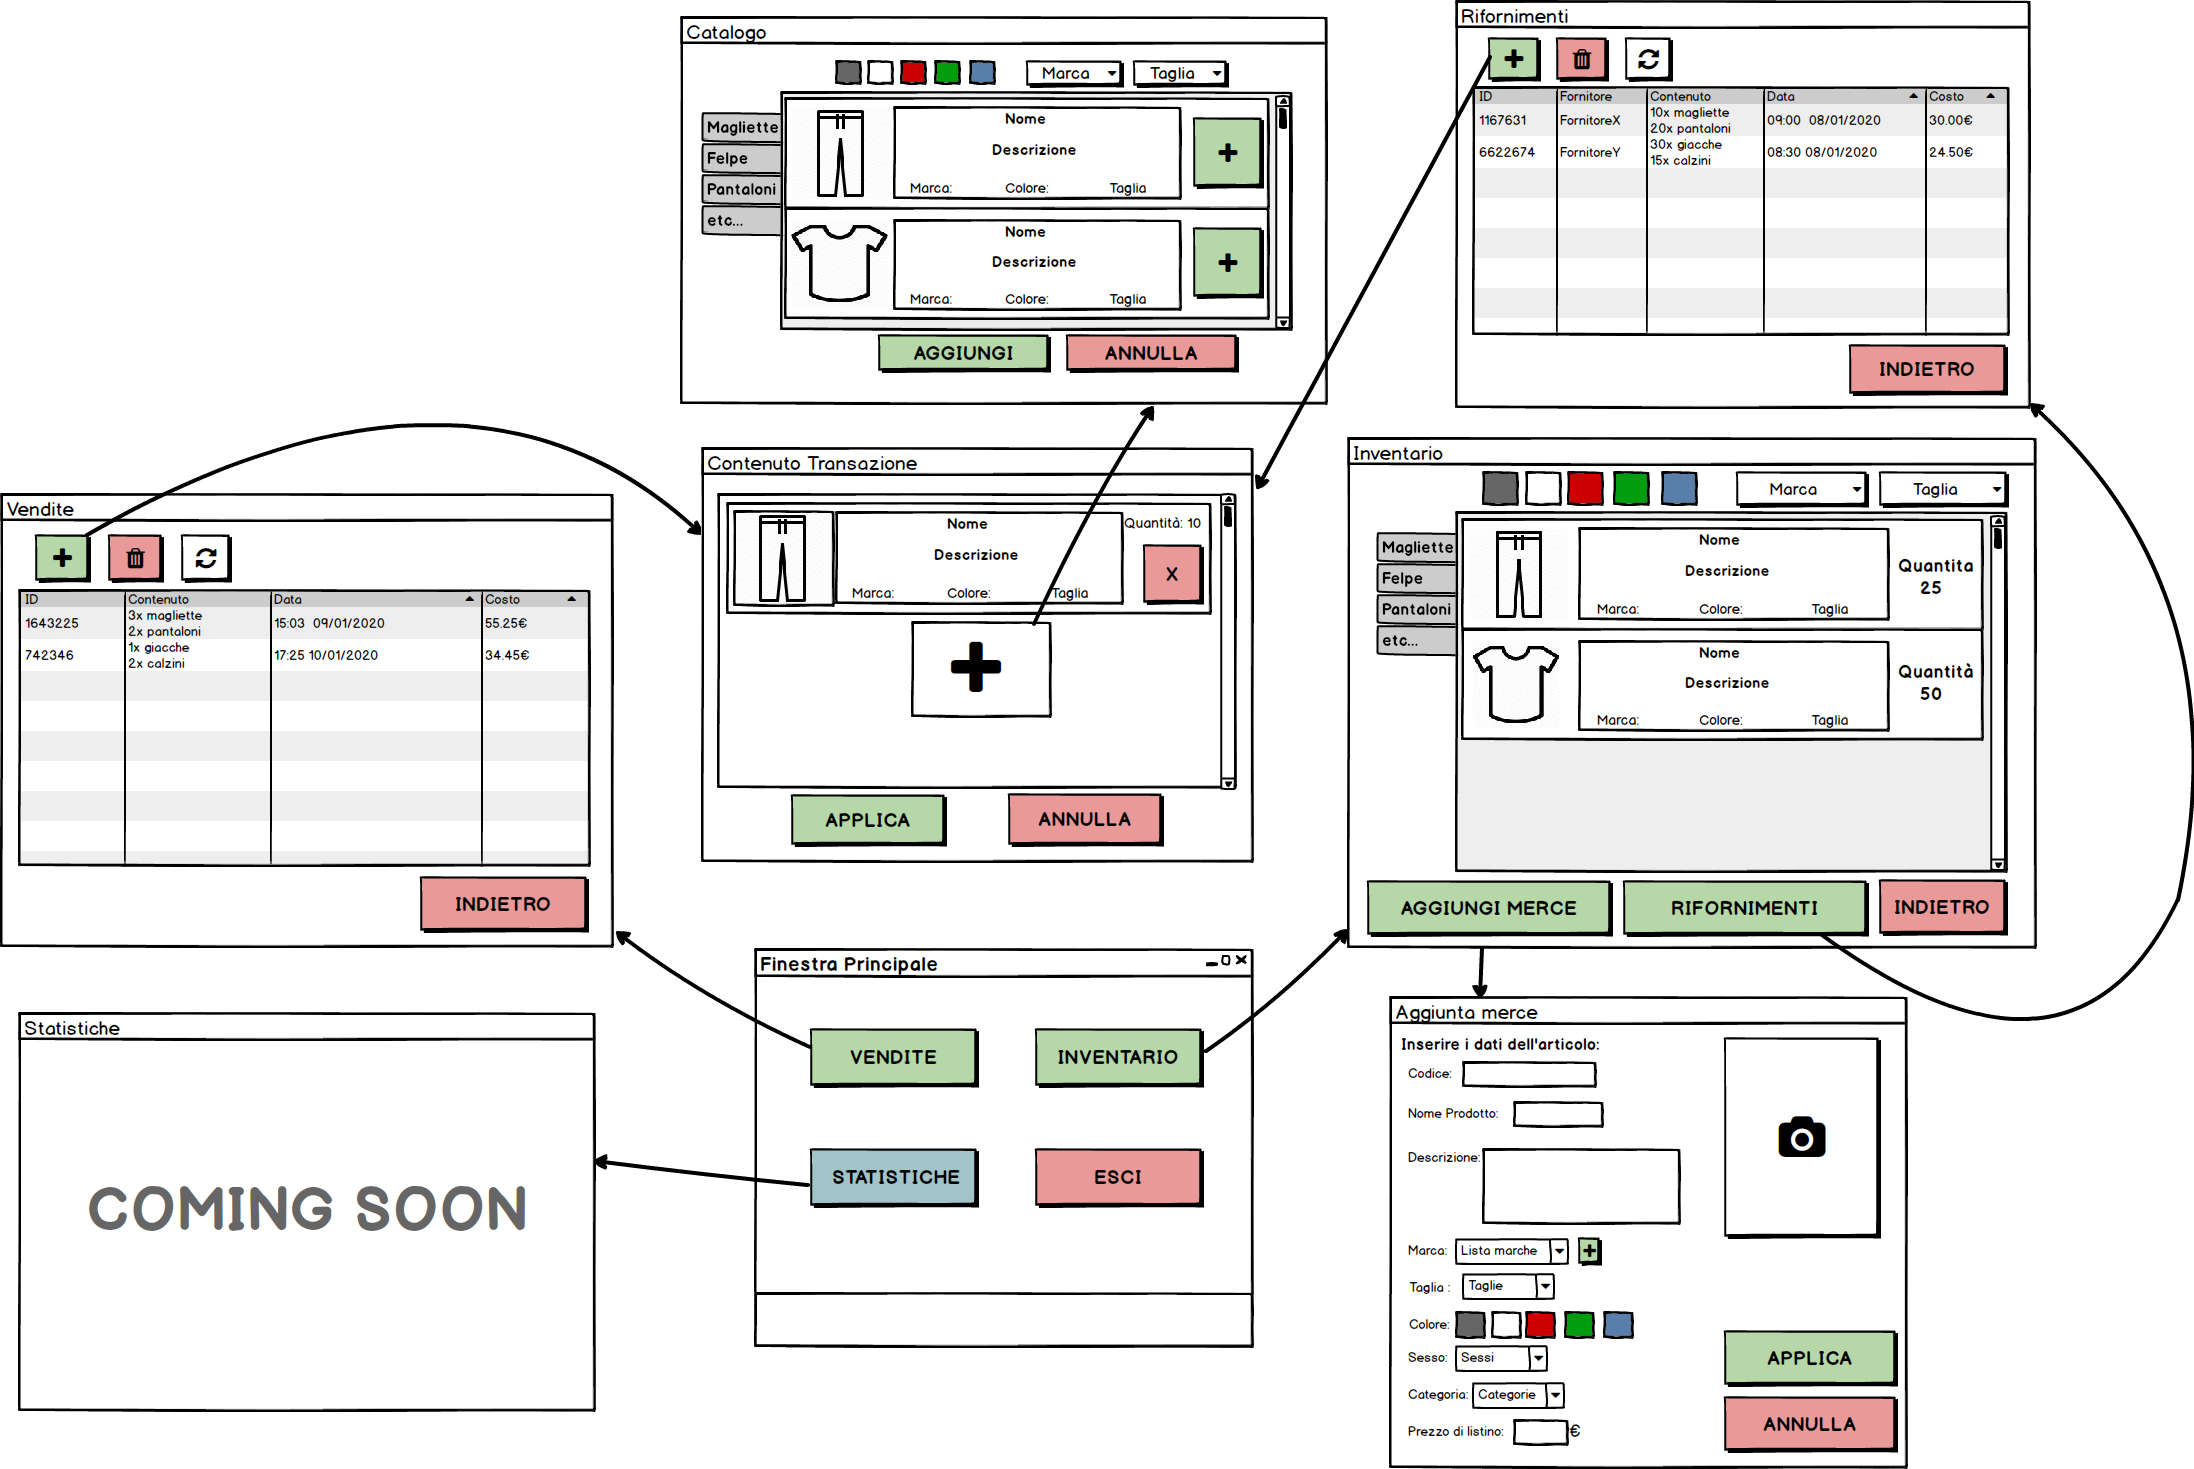 Catalogo
Marca
Taglia
Magliette
Felpe
Pantaloni
etc...
Nome
Descrizione
Marca: Colore: Taglia
+
Nome
Descrizione
Marca: Colore: Taglia
+
AGGIUNGI
ANNULLA
Rifornimenti
+
ID Fornitore Contenuto Data Costo
1167631 FornitoreX 10x magliette 09:00 08/01/2020 30.00€
20x pantaloni
6622674 FornitoreY 30x giacche 08:30 08/01/2020 24.50€
15x calzini
INDIETRO
Vendite
+
ID Contenuto Data Costo
1643225 3x magliette 15:03 09/01/2020 55.25€
2x pantaloni
742346 1x giacche 17:25 10/01/2020 34.45€
2x calzini
INDIETRO
Contenuto Transazione
Nome
Descrizione
Marca: Colore: Taglia
Quantità: 10
X
+
APPLICA
ANNULLA
Inventario
Marca
Taglia
Magliette
Felpe
Pantaloni
etc...
Nome
Descrizione
Marca: Colore: Taglia
Quantita
25
Nome
Descrizione
Marca: Colore: Taglia
Quantità
50
AGGIUNGI MERCE
RIFORNIMENTI
INDIETRO
Statistiche
COMING SOON
Finestra Principale
VENDITE
INVENTARIO
STATISTICHE
ESCI
Aggiunta merce
Inserire i dati dell'articolo:
Codice:
Nome Prodotto:
Descrizione:
Marca: Lista marche +
Taglia : Taglie
Colore:
Sesso: Sessi
Categoria: Categorie
Prezzo di listino: €
APPLICA
ANNULLA